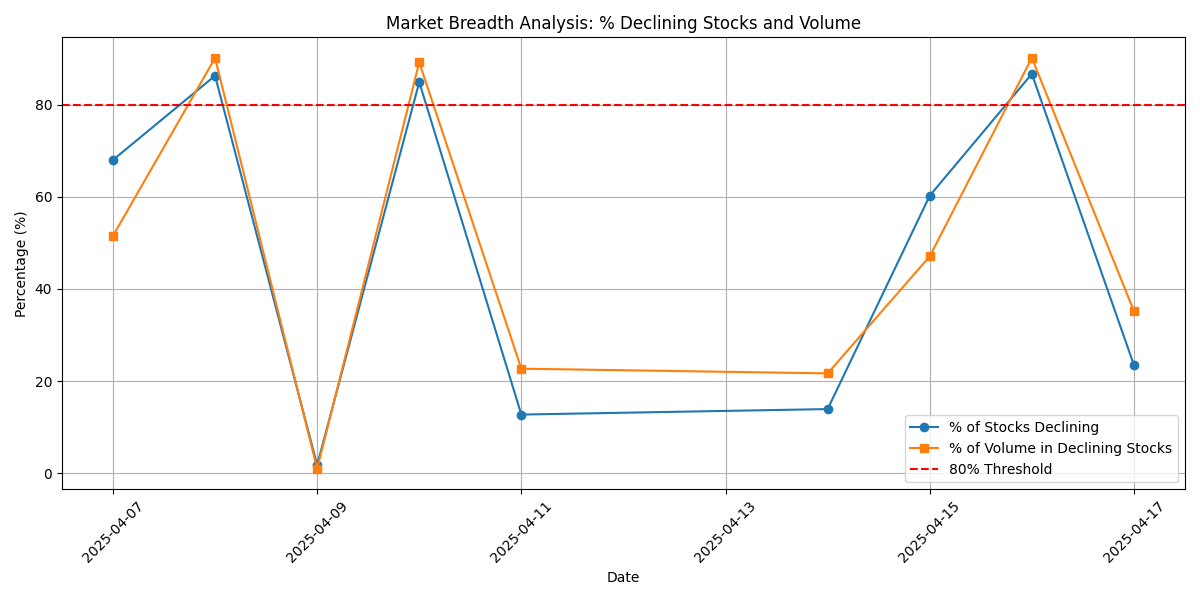 Market Breadth Analysis: % Declining Stocks and Volume
Percentage (%)
80
60
40
20
0
% of Stocks Declining
% of Volume in Declining Stocks
80% Threshold
2025-04-07
2025-04-09
2025-04-11
2025-04-13
2025-04-15
2025-04-17
Date